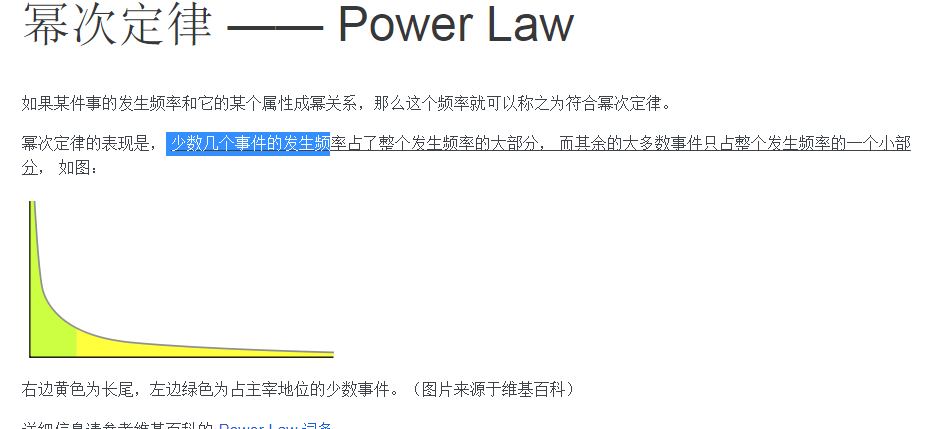 幂次定律 —— Power Law
如果某件事的发生频率和它的某个属性成幂关系，那么这个频率就可以称之为符合幂次定律。
幂次定律的表现是， 少数几个事件的发生频率占了整个发生频率的大部分， 而其余的大多数事件只占整个发生频率的一个小部
分， 如图：
右边黄色为长尾，左边绿色为占主宰地位的少数事件。（图片来源于维基百科）
详细信息请参考维基百科的 Power Law 词条